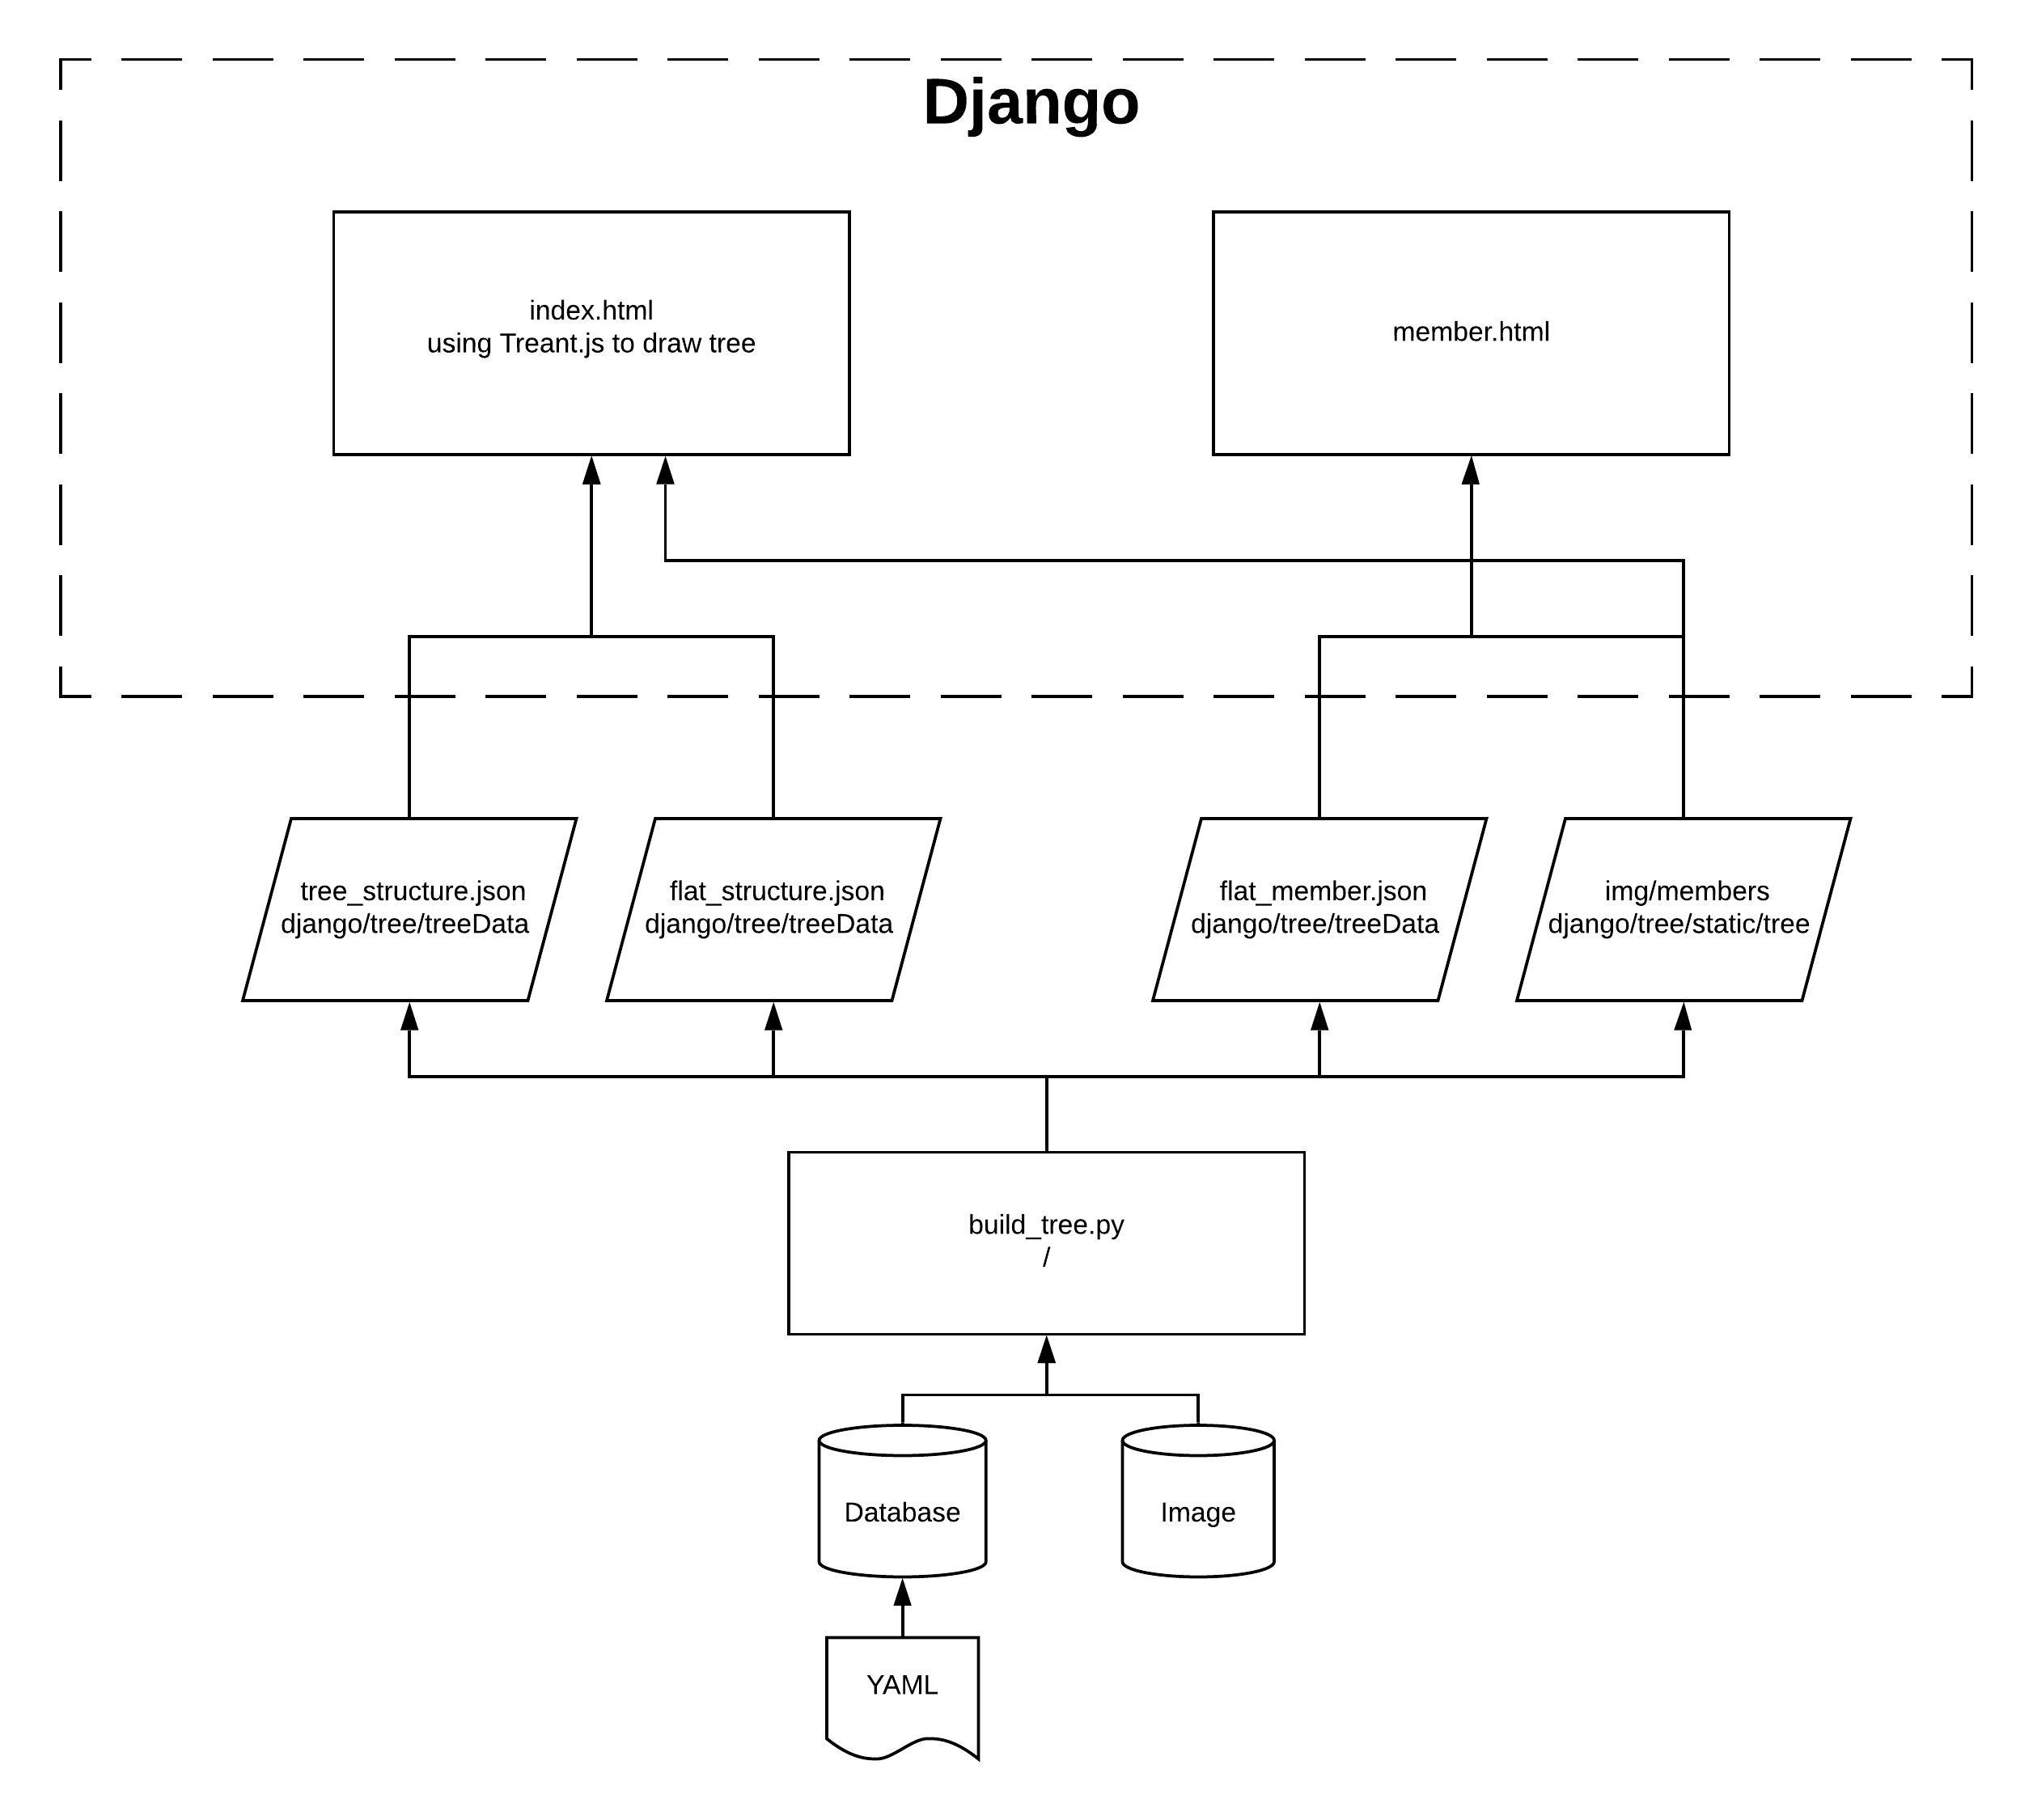 Django
index.html
using Treant.js to draw tree
member.html
tree_structure.json
django/tree/treeData
flat_structure.json
django/tree/treeData
flat_member.json
django/tree/treeData
img/members
django/tree/static/tree
build_tree.py
/
Database
Image
YAML